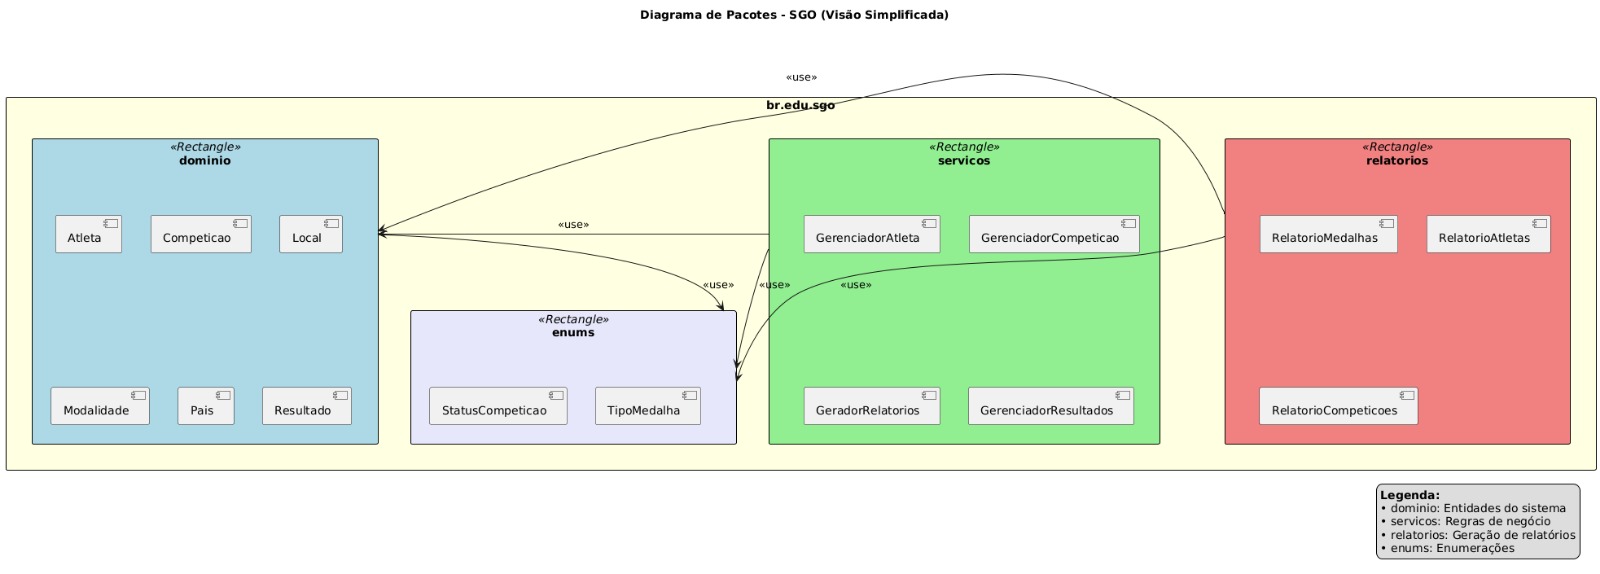 Diagrama de Pacotes - SGO (Visão Simplificada)
«use»
br.edu.sgo
«Rectangle»
dominio
Atleta
Competicao
Local
Modalidade
Pais
Resultado
«use»
«use»
«use»
«use»
«Rectangle»
enums
StatusCompeticao
TipoMedalha
«Rectangle»
servicos
GerenciadorAtleta
GerenciadorCompeticao
GeradorRelatorios
GerenciadorResultados
«Rectangle»
relatorios
RelatorioMedalhas
RelatorioAtletas
RelatorioCompeticoes
Legenda:
• dominio: Entidades do sistema
• servicos: Regras de negócio
• relatorios: Geração de relatórios
• enums: Enumerações